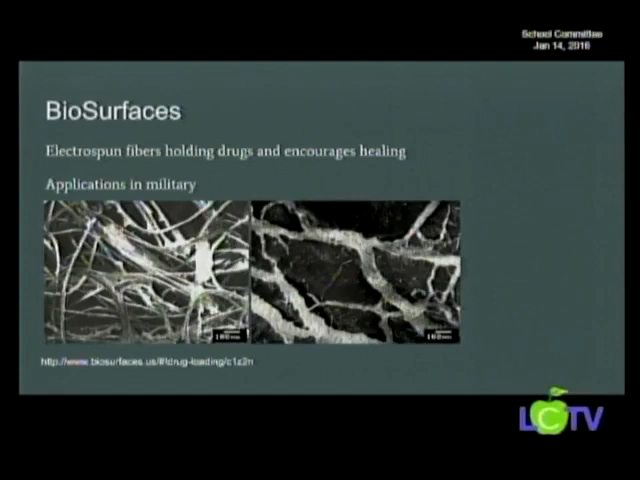 School Committee
Jan 14, 2016
BioSurfaces
Electrospun fibers holding drugs and encourages healing
Applications in military
http://www.biosurfaces.us/#!drug-loading/c1z2n
LCTV